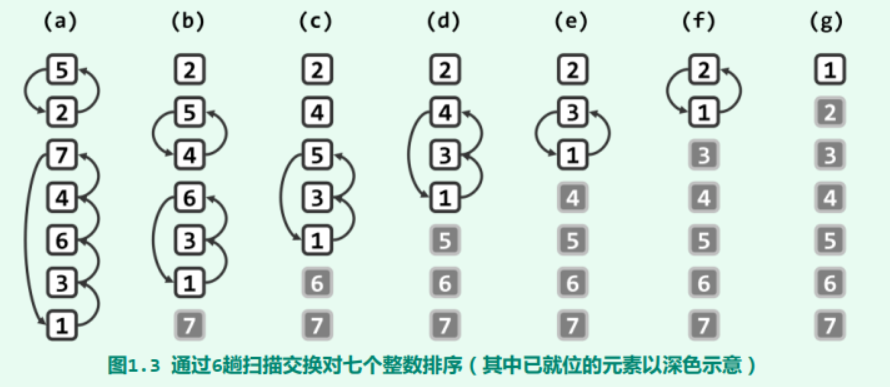 (a) (b) (c) (d) (e) (f) (g)
5 2 2 2 2 2 1
2 5 4 4 3 1 2
7 4 5 3 1 3 3
4 6 3 1 4 4 4
6 3 1 5 5 5 5
3 1 6 6 6 6 6
1 7 7 7 7 7 7
图1.3 通过6趟扫描交换对七个整数排序（其中已就位的元素以深色示意）